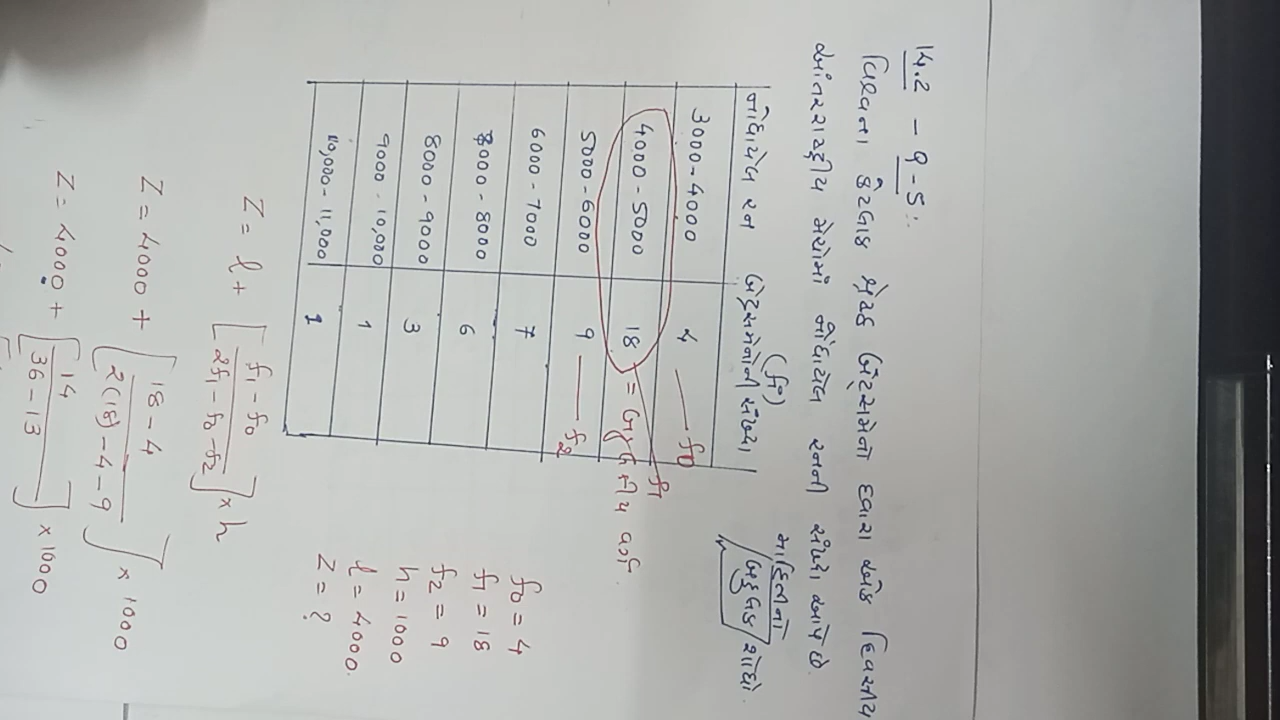 14.2 - પ્ર-5:
વિશ્વના કેટલાક શ્રેષ્ઠ બેટ્સમેનો દ્વારા એક દિવસીય
આંતરરાષ્ટ્રીય મેચોમાં નોંધાયેલ રનની સંખ્યા આપે છે.
માહિતીનો બહુલક શોધો.
નોંધાયેલ રન બેટ્સમેનોની સંખ્યા (fi)
3000-4000 4 — f0
4000-5000 18 = બહુલકીય વર્ગ. f1
5000-6000 9 — f2
6000-7000 7
7000-8000 6
8000-9000 3
9000-10,000 1
10,000-11,000 1
f0 = 4
f1 = 18
f2 = 9
h = 1000
l = 4000.
Z = ?
Z = l + [f1 - f0 / 2f1 - f0 - f2] × h
Z = 4000 + [18 - 4 / 2(18) - 4 - 9] × 1000
Z = 4000 + [14 / 36 - 13] × 1000